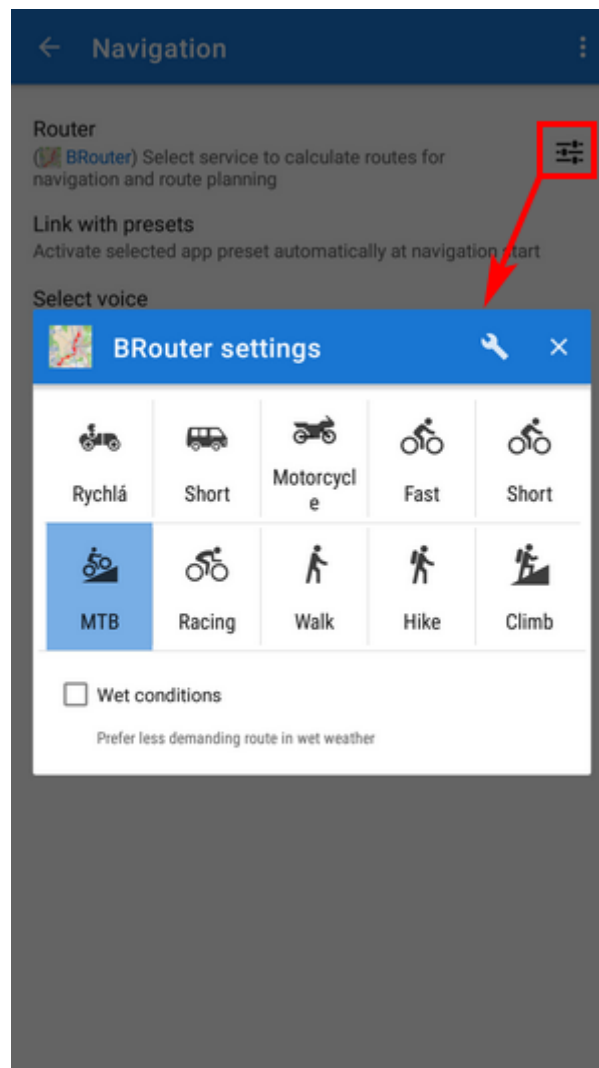 Navigation
Router
(BRouter) Select service to calculate routes for
navigation and route planning
Link with presets
Activate selected app preset automatically at navigation start
Select voice
BRouter settings
Rychlá
Short
Motorcycl
e
Fast
Short
MTB
Racing
Walk
Hike
Climb
Wet conditions
Prefer less demanding route in wet weather